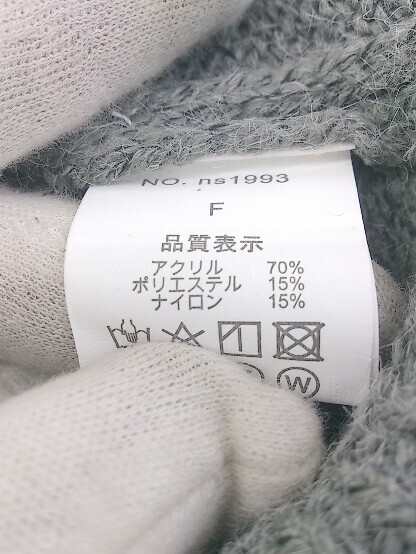 NO. ns1993
F
品質表示
アクリル 70%
ポリエステル 15%
ナイロン 15%
W